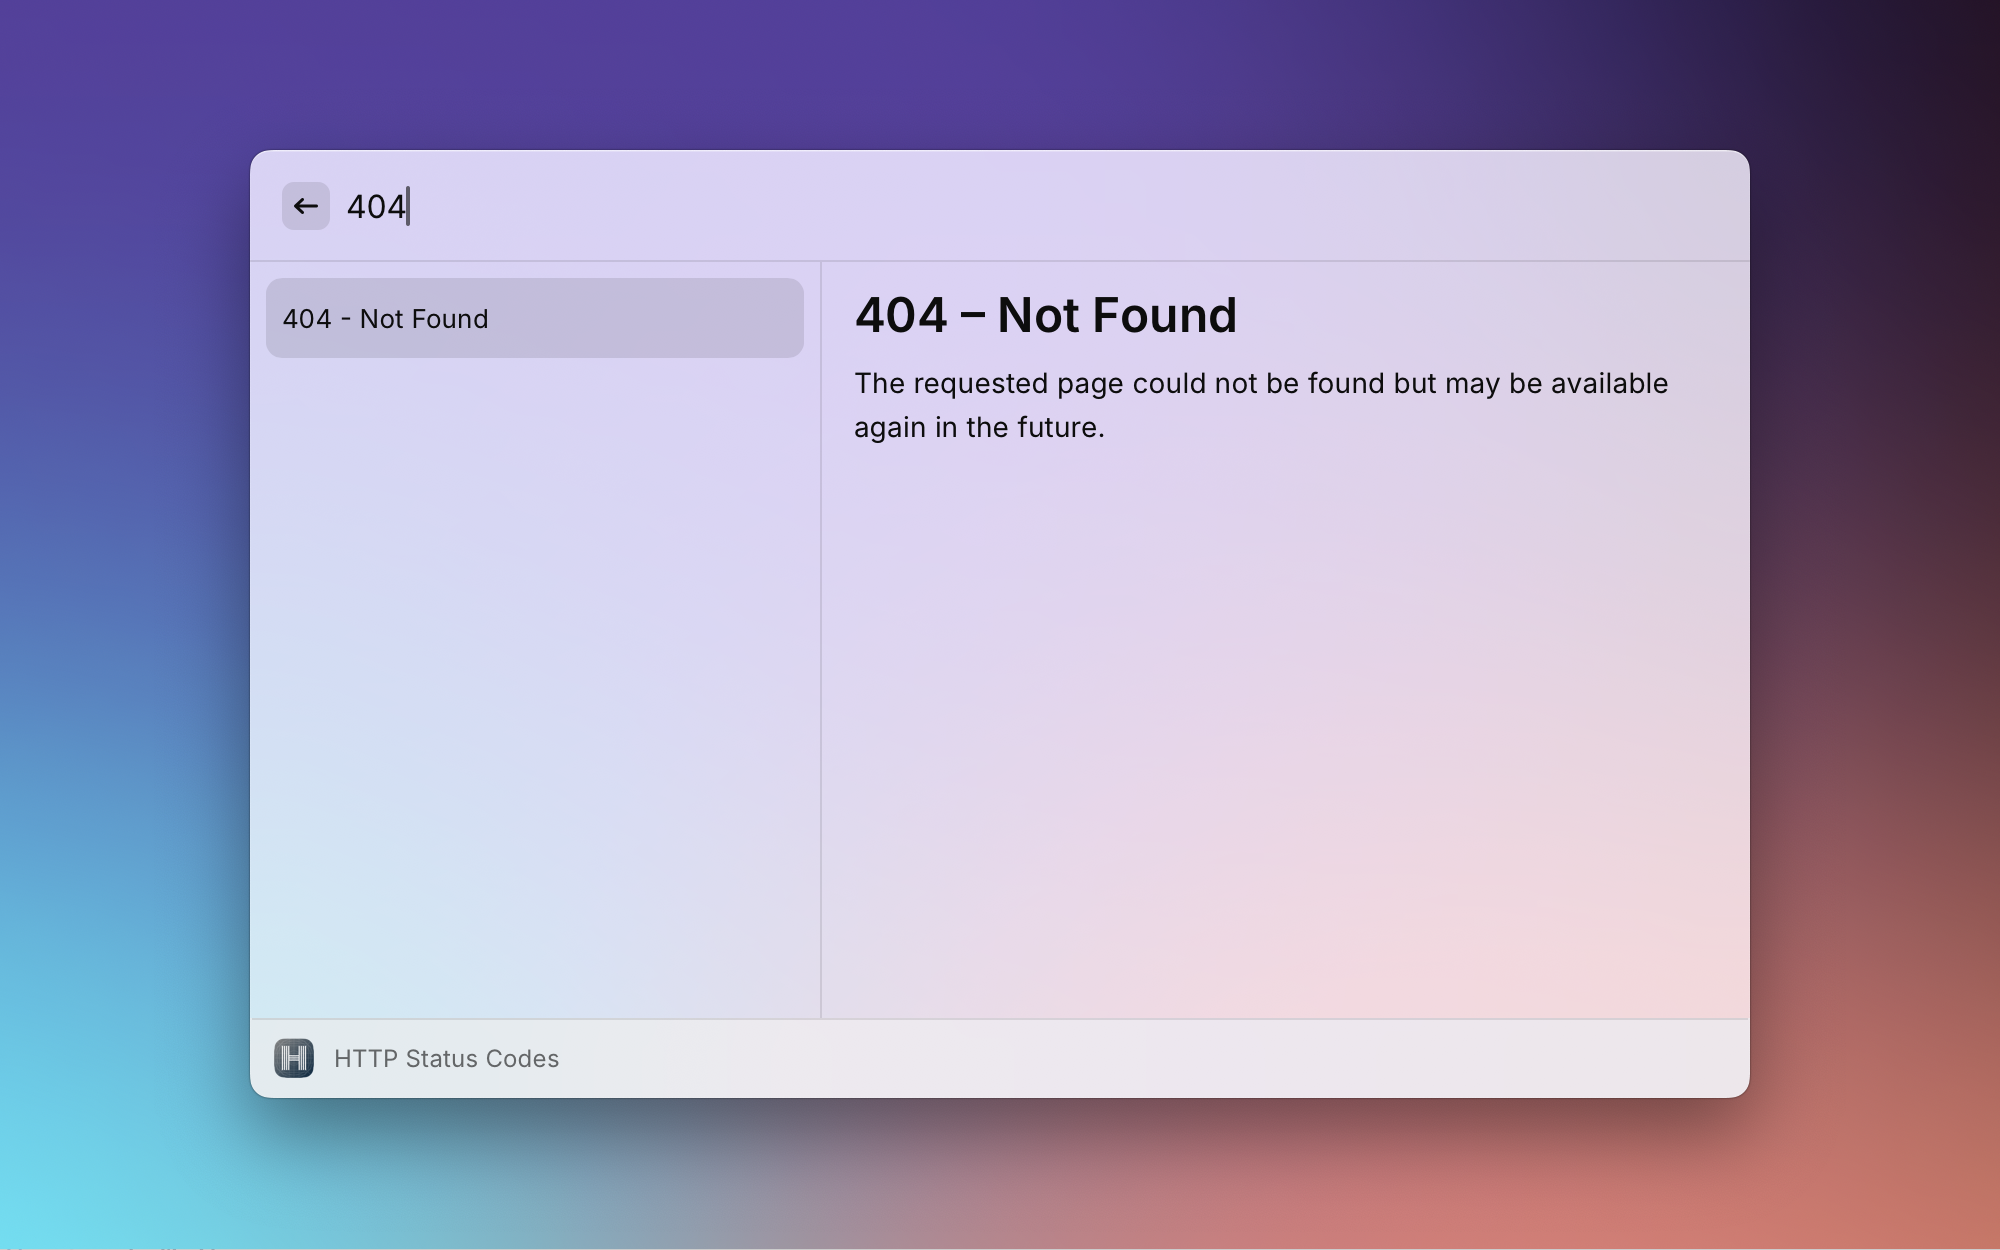 404
404 - Not Found
404 – Not Found
The requested page could not be found but may be available
again in the future.
HTTP Status Codes